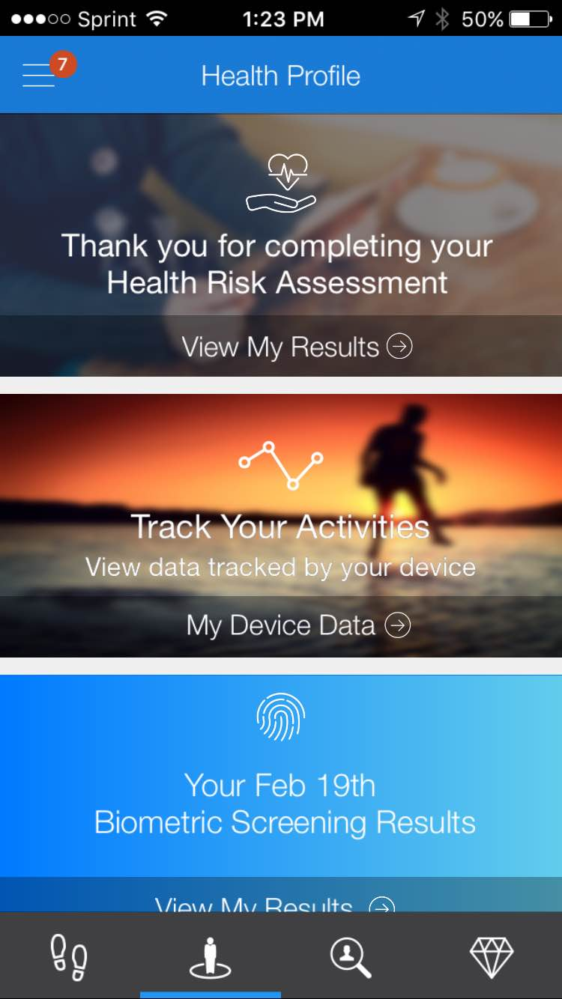 Sprint 1:23 PM 50%
7
Health Profile
Thank you for completing your
Health Risk Assessment
View My Results
Track Your Activities
View data tracked by your device
My Device Data
Your Feb 19th
Biometric Screening Results
View My Results